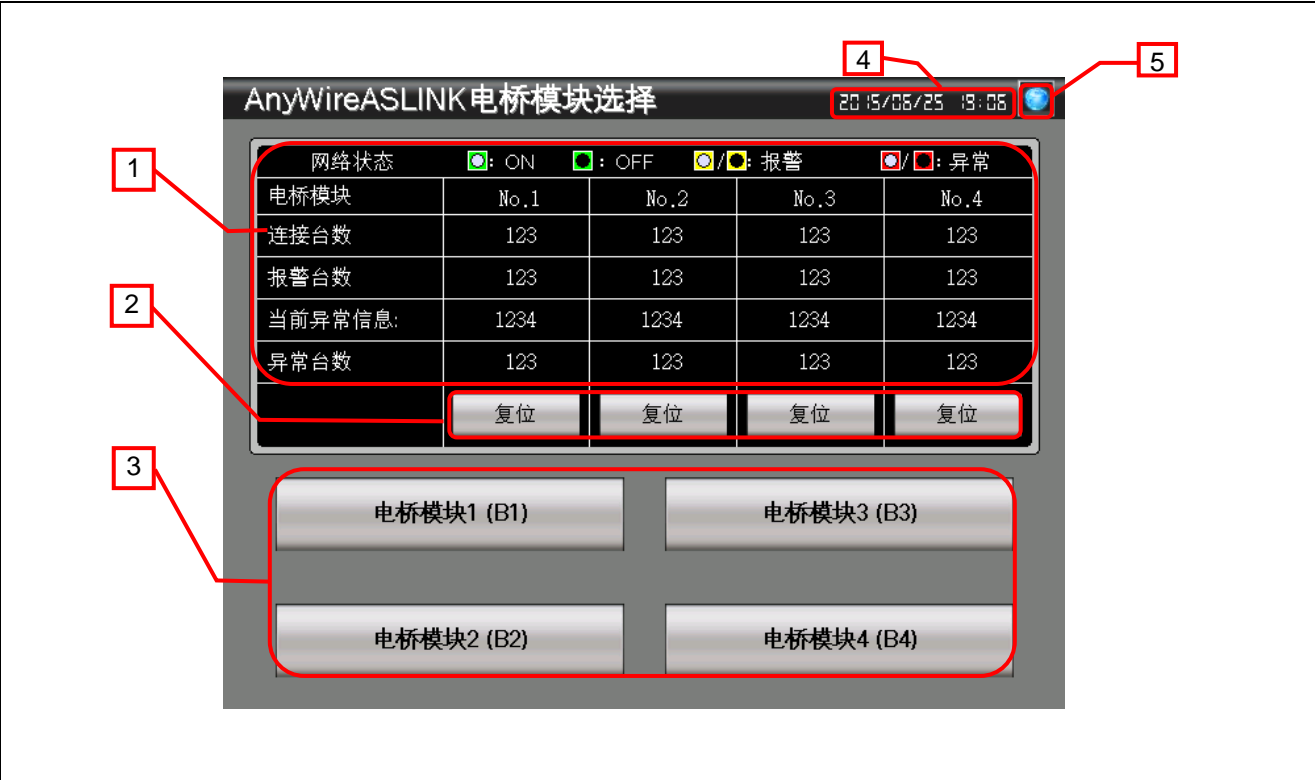 4
5
AnyWireASLINK电桥模块选择 2015/06/25 19:06
1
网络状态 : ON : OFF /: 报警 /: 异常
电桥模块 No.1 No.2 No.3 No.4
连接台数 123 123 123 123
报警台数 123 123 123 123
2
当前异常信息: 1234 1234 1234 1234
异常台数 123 123 123 123
复位 复位 复位 复位
3
电桥模块1 (B1) 电桥模块3 (B3)
电桥模块2 (B2) 电桥模块4 (B4)